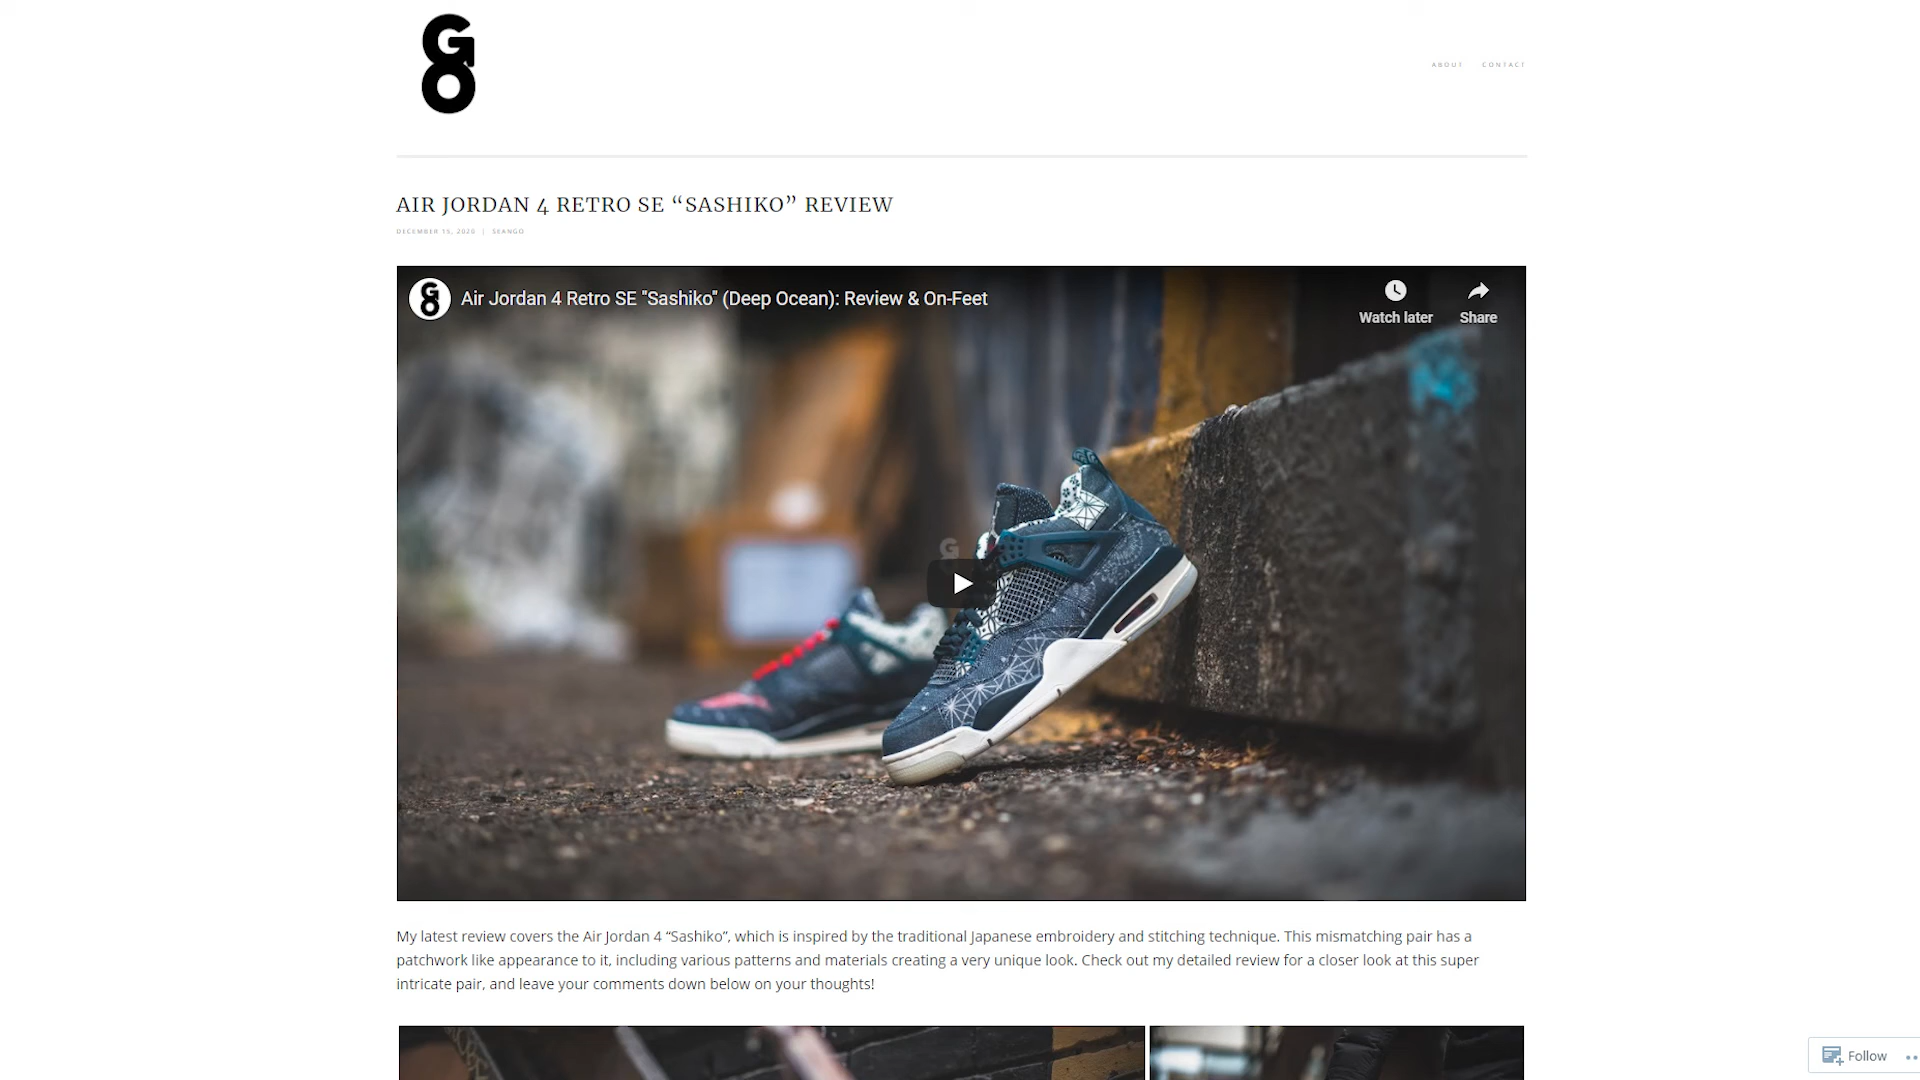 GO
ABOUT CONTACT
AIR JORDAN 4 RETRO SE “SASHIKO” REVIEW
DECEMBER 15, 2020 | SEANGO
GO Air Jordan 4 Retro SE "Sashiko" (Deep Ocean): Review & On-Feet
Watch later Share
My latest review covers the Air Jordan 4 “Sashiko”, which is inspired by the traditional Japanese embroidery and stitching technique. This mismatching pair has a
patchwork like appearance to it, including various patterns and materials creating a very unique look. Check out my detailed review for a closer look at this super
intricate pair, and leave your comments down below on your thoughts!
Follow